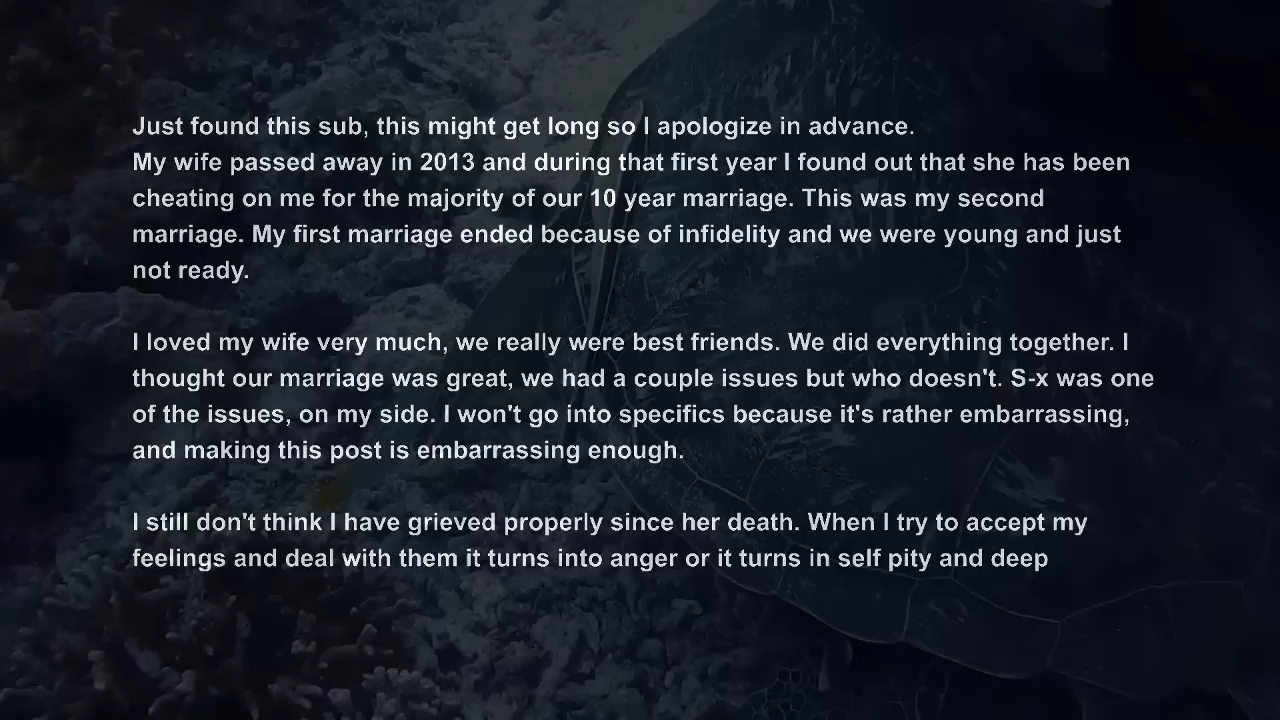 Just found this sub, this might get long so I apologize in advance.
My wife passed away in 2013 and during that first year I found out that she has been
cheating on me for the majority of our 10 year marriage. This was my second
marriage. My first marriage ended because of infidelity and we were young and just
not ready.
I loved my wife very much, we really were best friends. We did everything together. I
thought our marriage was great, we had a couple issues but who doesn't. S-x was one
of the issues, on my side. I won't go into specifics because it's rather embarrassing,
and making this post is embarrassing enough.
I still don't think I have grieved properly since her death. When I try to accept my
feelings and deal with them it turns into anger or it turns in self pity and deep